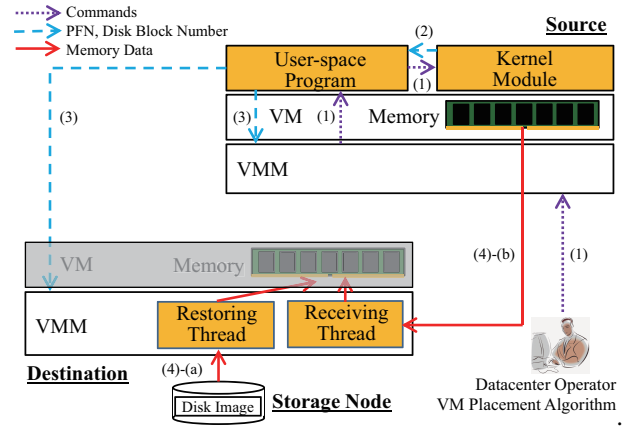 Commands
PFN, Disk Block Number
Memory Data
Source
(2)
User-space
Program
Kernel
Module
(1)
(3)
(3)
(1)
VM
Memory
VMM
(4)-(b)
(1)
VM
Memory
VMM
Restoring
Thread
Receiving
Thread
Destination
(4)-(a)
Disk Image
Storage Node
Datacenter Operator
VM Placement Algorithm
.